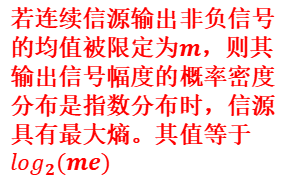 若连续信源输出非负信号
的均值被限定为m，则其
输出信号幅度的概率密度
分布是指数分布时，信源
具有最大熵。其值等于
log₂(me)